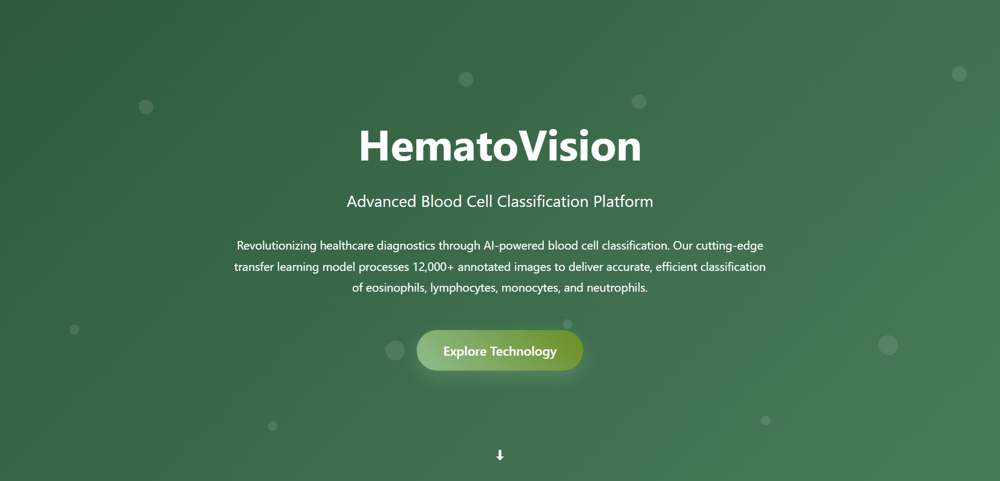 HematoVision
Advanced Blood Cell Classification Platform
Revolutionizing healthcare diagnostics through AI-powered blood cell classification. Our cutting-edge
transfer learning model processes 12,000+ annotated images to deliver accurate, efficient classification
of eosinophils, lymphocytes, monocytes, and neutrophils.
Explore Technology